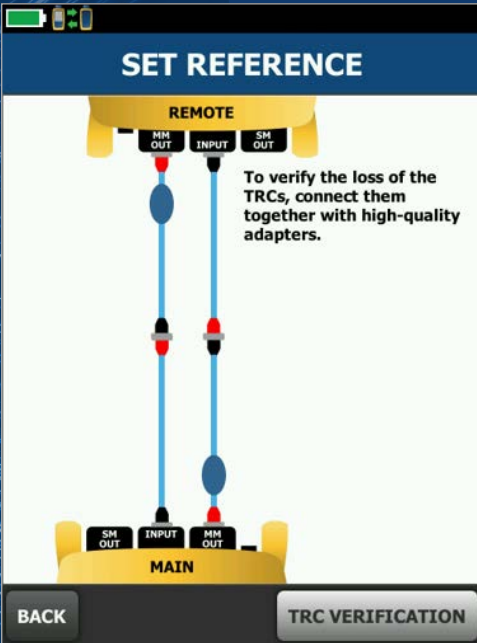 SET REFERENCE
REMOTE
MM OUT INPUT SM OUT
To verify the loss of the
TRCs, connect them
together with high-quality
adapters.
SM OUT INPUT MM OUT
MAIN
BACK TRC VERIFICATION